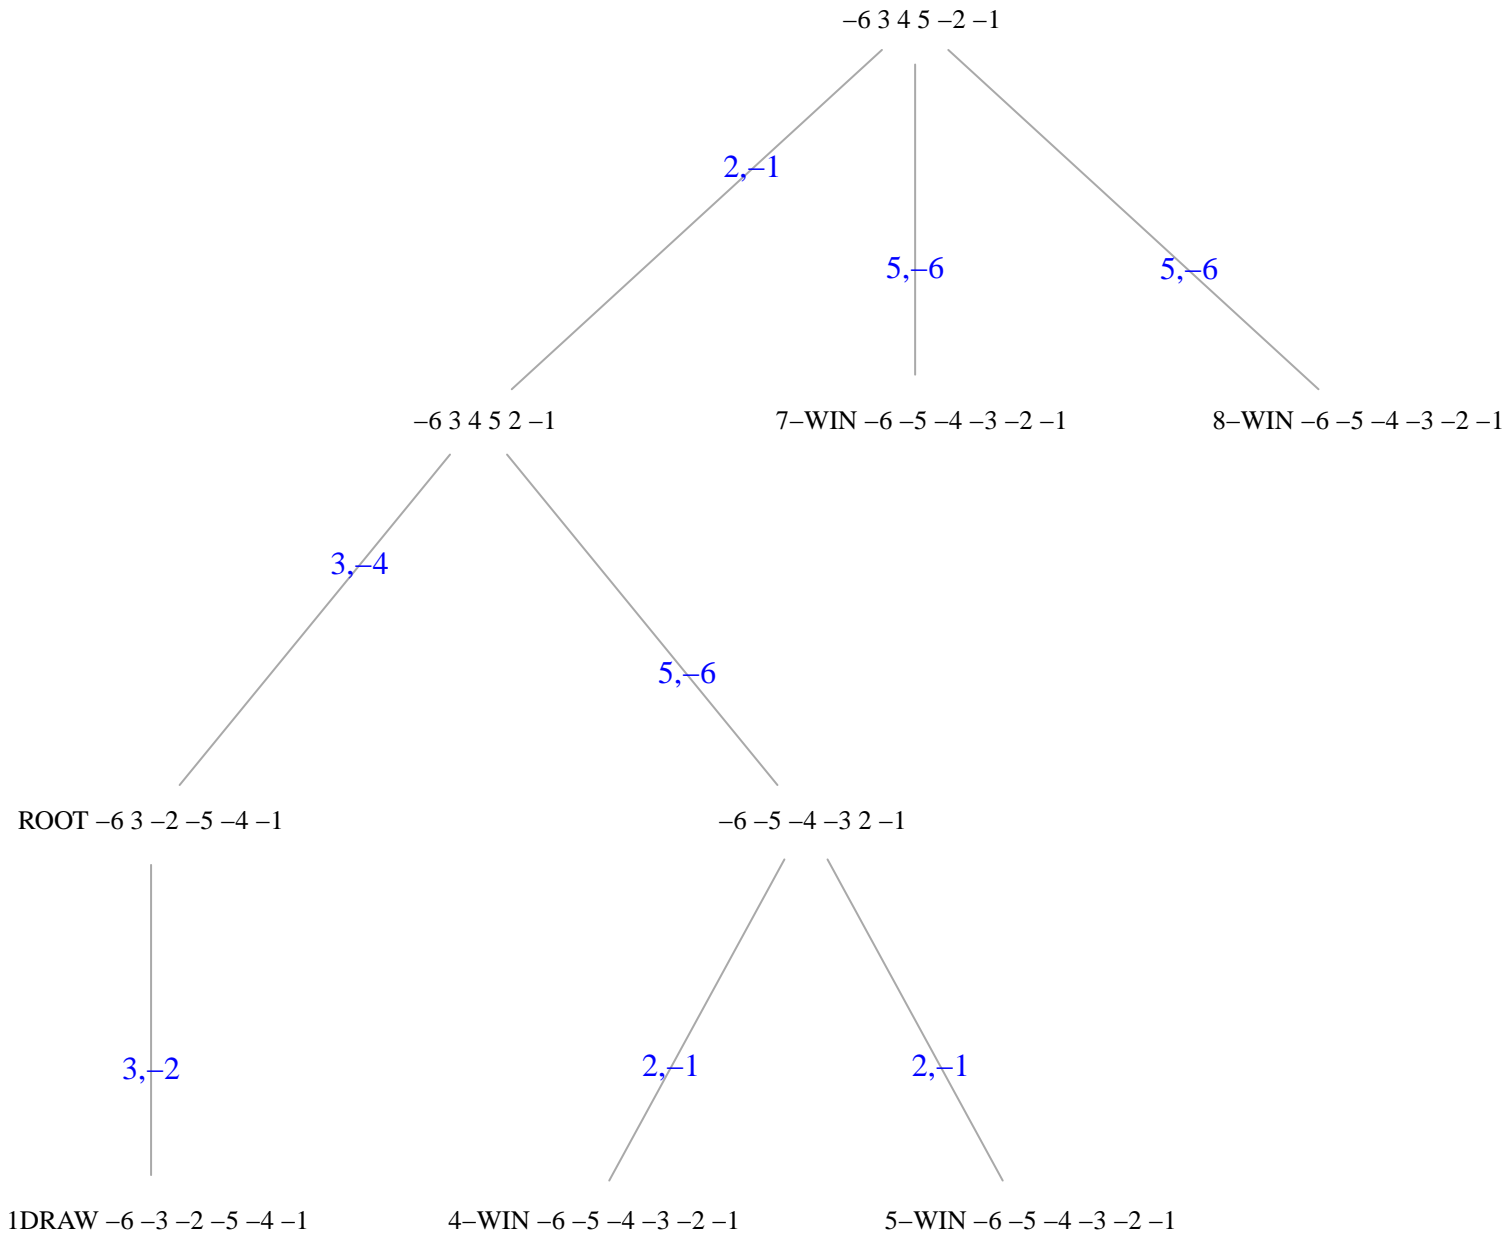 –6 3 4 5 –2 –1
2,–1
5,–6
5,–6
–6 3 4 5 2 –1
7–WIN –6 –5 –4 –3 –2 –1
8–WIN –6 –5 –4 –3 –2 –1
3,–4
5,–6
ROOT –6 3 –2 –5 –4 –1
–6 –5 –4 –3 2 –1
3,–2
2,–1
2,–1
1DRAW –6 –3 –2 –5 –4 –1
4–WIN –6 –5 –4 –3 –2 –1
5–WIN –6 –5 –4 –3 –2 –1